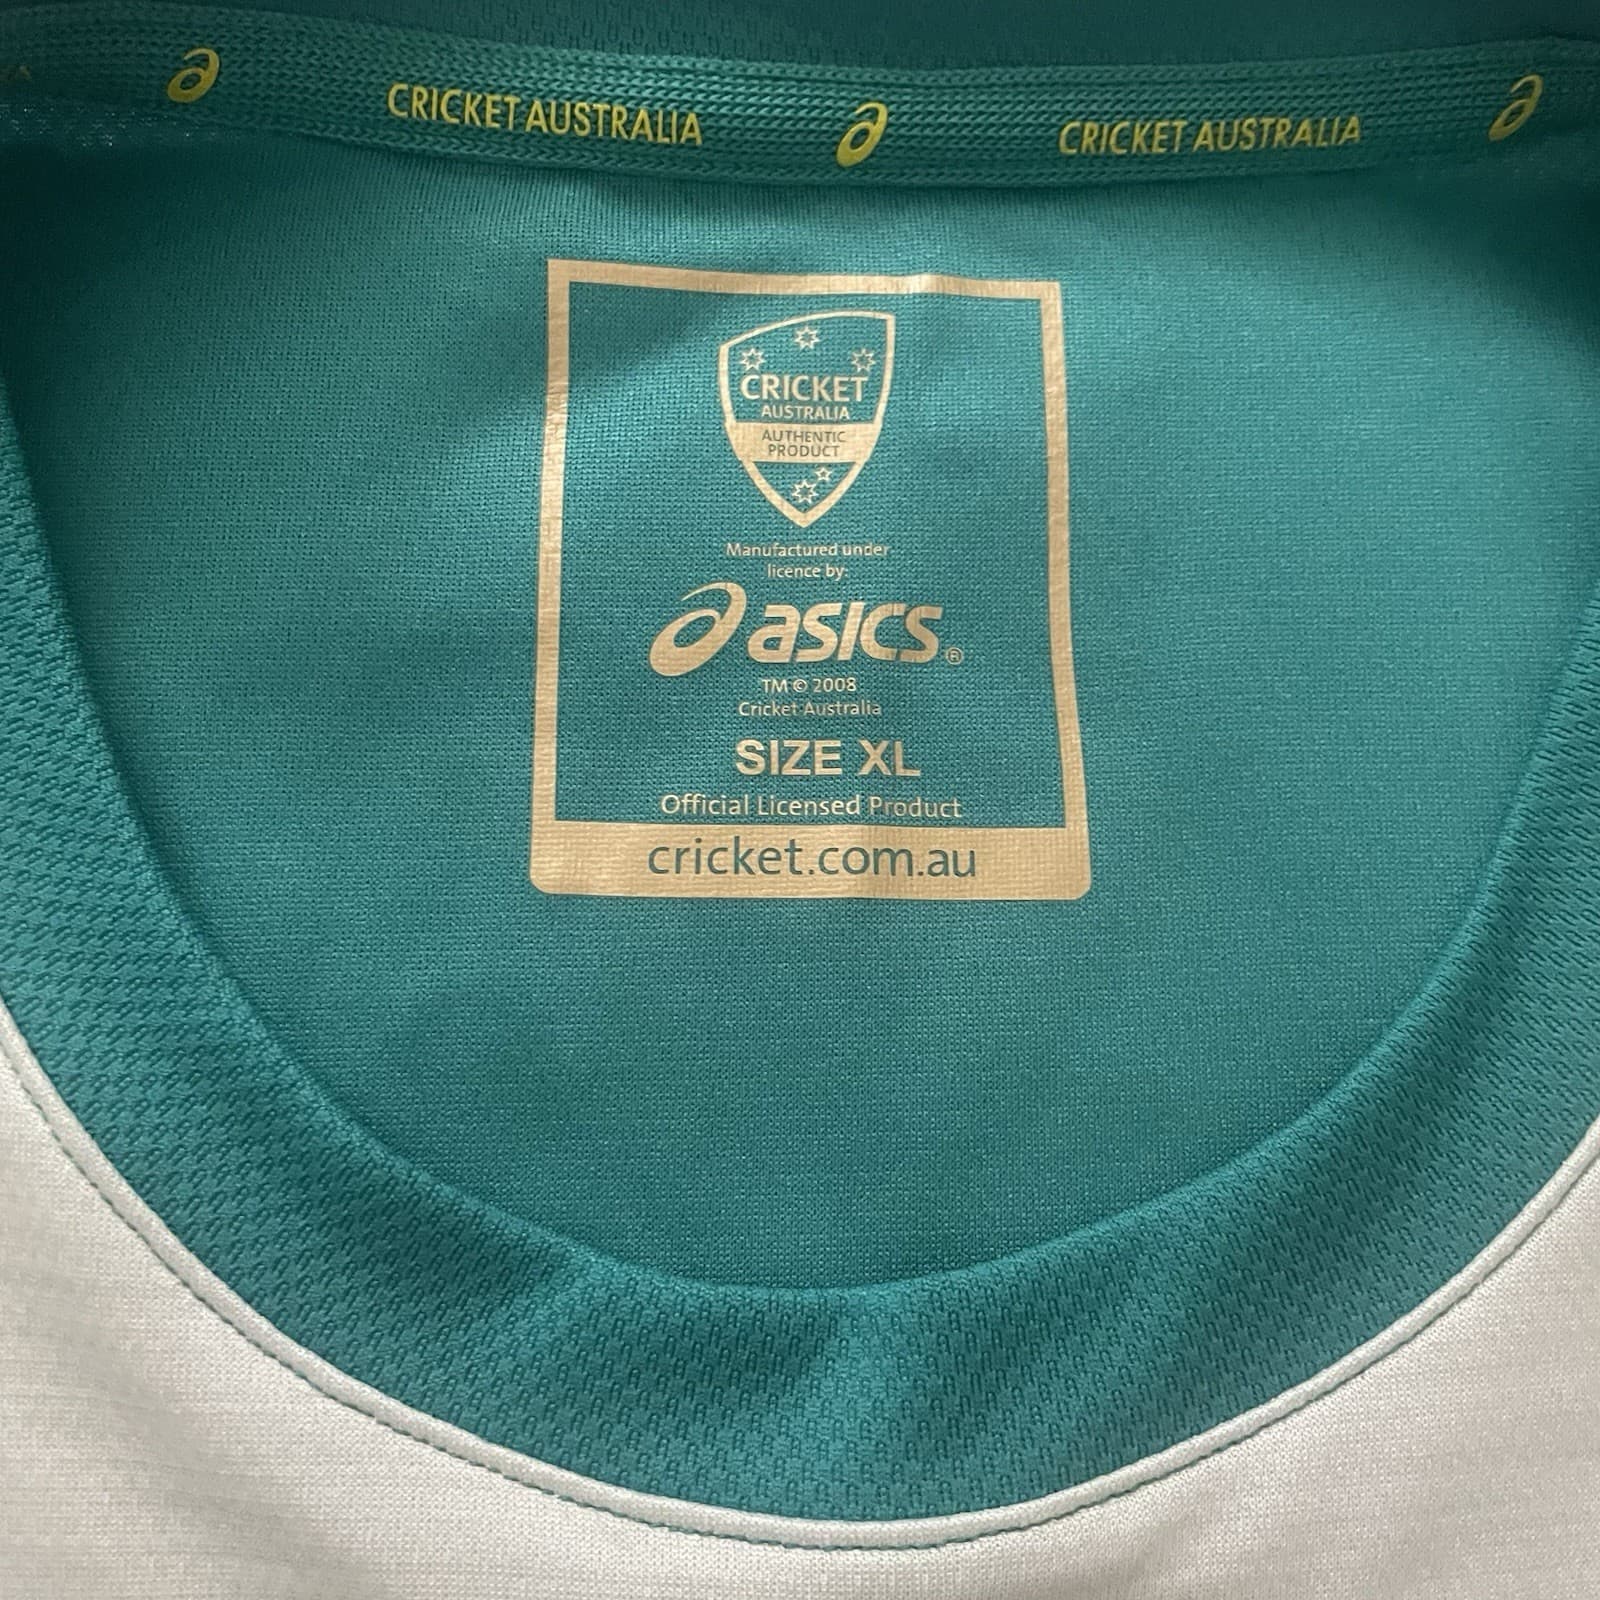 CRICKET AUSTRALIA
CRICKET AUSTRALIA
CRICKET
AUSTRALIA
AUTHENTIC
PRODUCT
Manufactured under
licence by:
asics®
TM © 2008
Cricket Australia
SIZE XL
Official Licensed Product
cricket.com.au